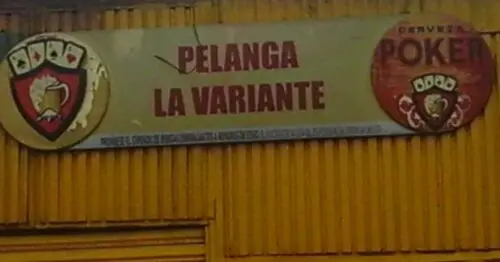 PELANGA
LA VARIANTE
CERVEZA
POKER